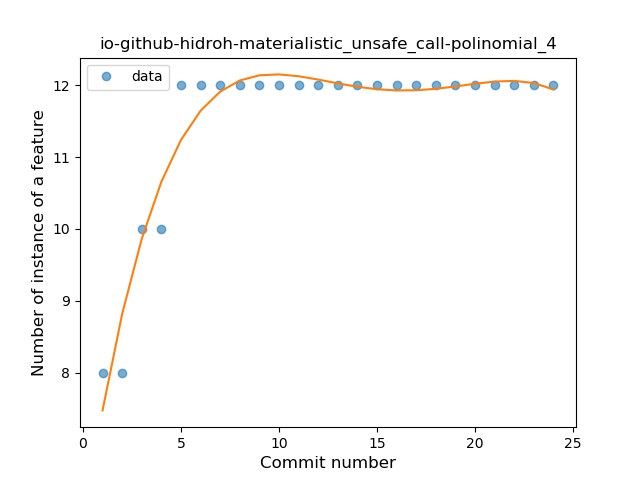 io-github-hidroh-materialistic_unsafe_call-polinomial_4
data
Number of instance of a feature
12
11
10
9
8
0 5 10 15 20 25
Commit number